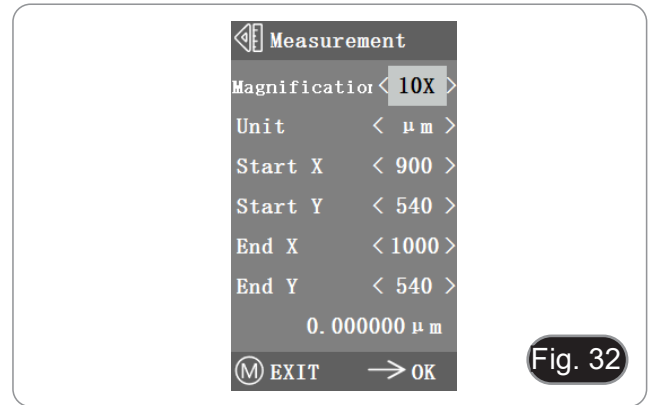 Measurement
Magnification < 10X >
Unit < μm >
Start X < 900 >
Start Y < 540 >
End X < 1000 >
End Y < 540 >
0.000000 μm
M EXIT → OK
Fig. 32